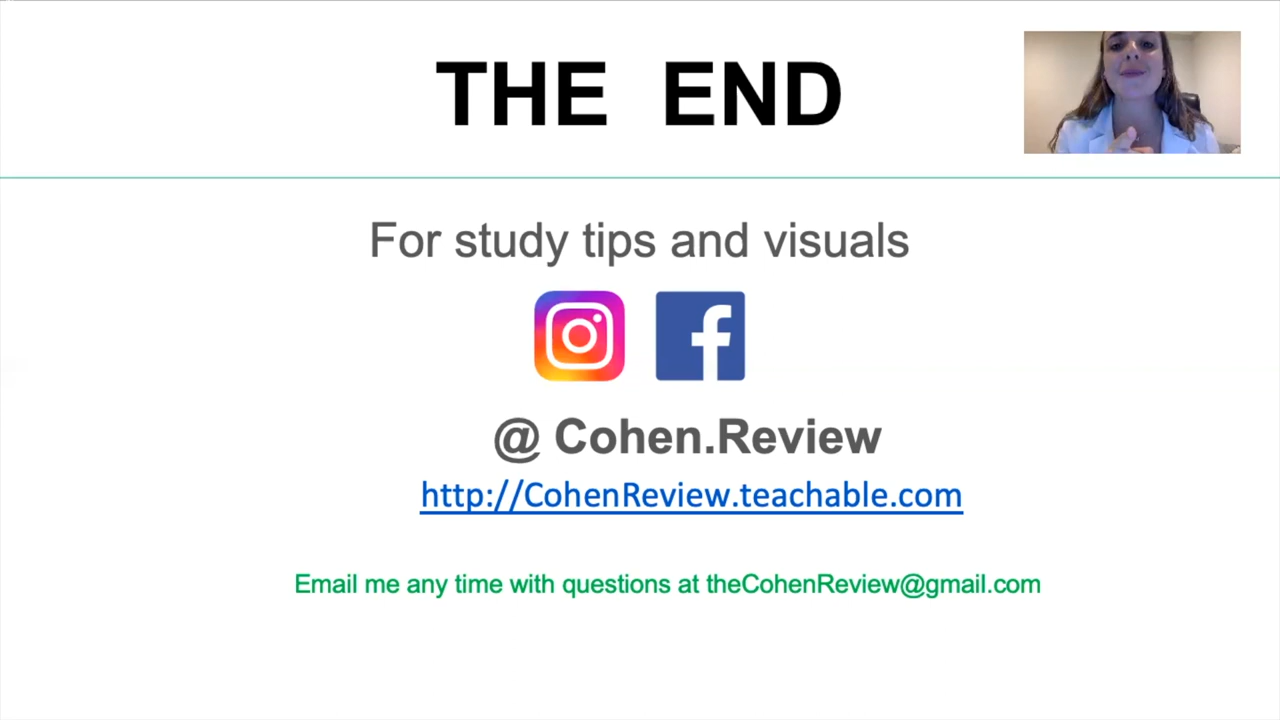 THE END
For study tips and visuals
@ Cohen.Review
http://CohenReview.teachable.com
Email me any time with questions at theCohenReview@gmail.com